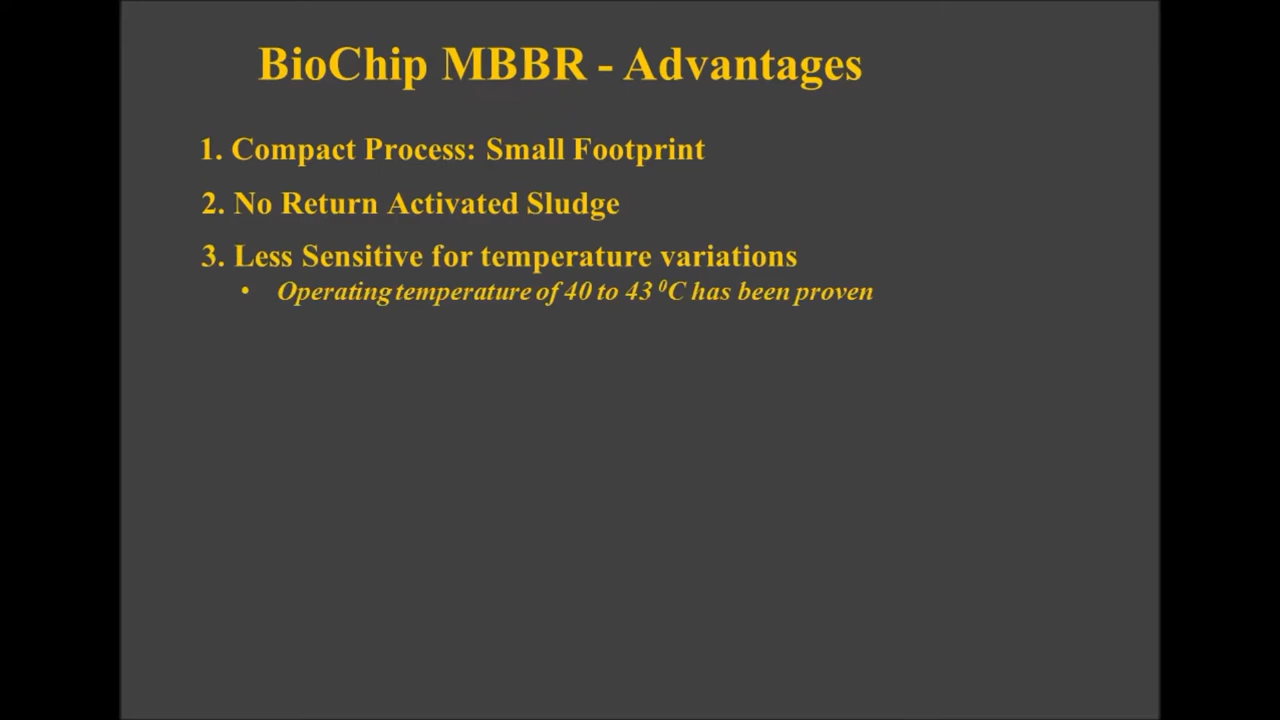 BioChip MBBR - Advantages
1. Compact Process: Small Footprint
2. No Return Activated Sludge
3. Less Sensitive for temperature variations
• Operating temperature of 40 to 43 ⁰C has been proven